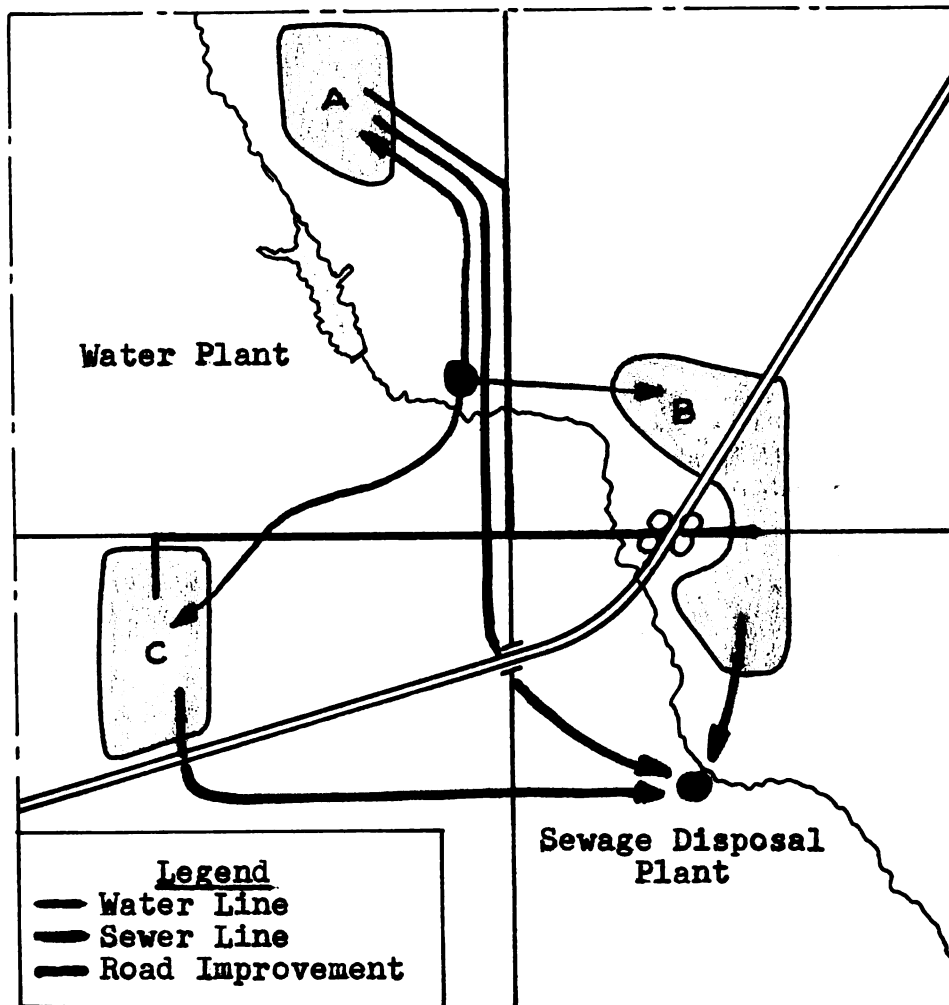 A
Water Plant
B
C
Sewage Disposal
Plant
Legend
Water Line
Sewer Line
Road Improvement